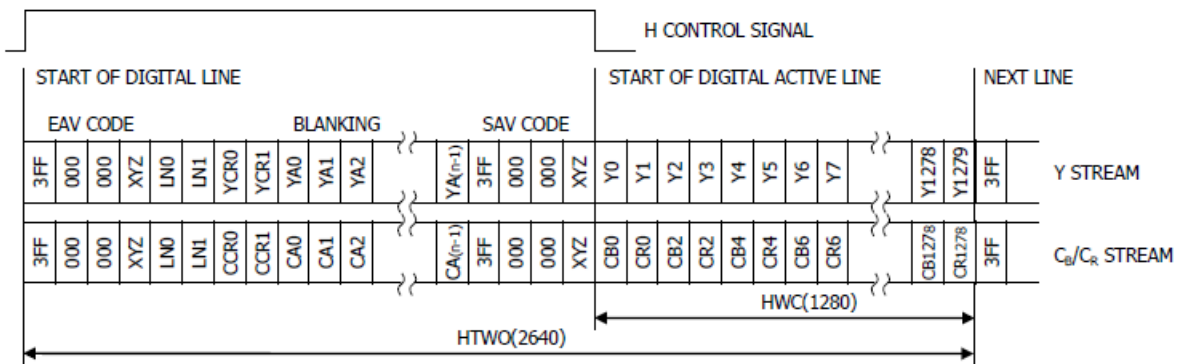 H CONTROL SIGNAL
START OF DIGITAL LINE START OF DIGITAL ACTIVE LINE NEXT LINE
EAV CODE BLANKING SAV CODE
3FF 000 000 XYZ LN0 LN1 YCR0 YCR1 YA0 YA1 YA2 YA(n-1) 3FF 000 000 XYZ Y0 Y1 Y2 Y3 Y4 Y5 Y6 Y7 Y1278 Y1279 3FF Y STREAM
3FF 000 000 XYZ LN0 LN1 CCR0 CCR1 CA0 CA1 CA2 CA(n-1) 3FF 000 000 XYZ CB0 CR0 CB2 CR2 CB4 CR4 CB6 CR6 CB1278 CR1278 3FF CB/CR STREAM
HWC(1280)
HTWO(2640)